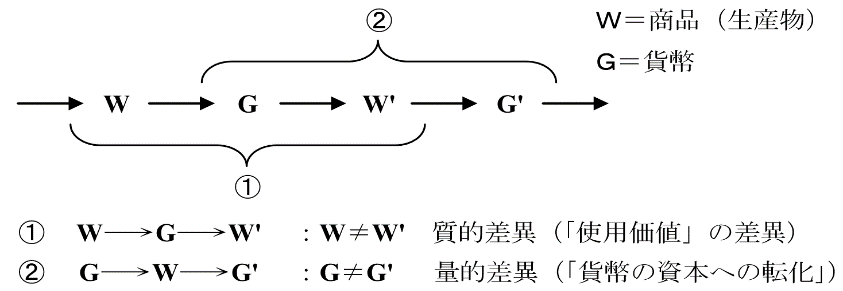 ②
W＝商品（生産物）
G＝貨幣
W G W' G'
①
① W→G→W' : W≠W' 質的差異（「使用価値」の差異）
② G→W→G' : G≠G' 量的差異（「貨幣の資本への転化」）